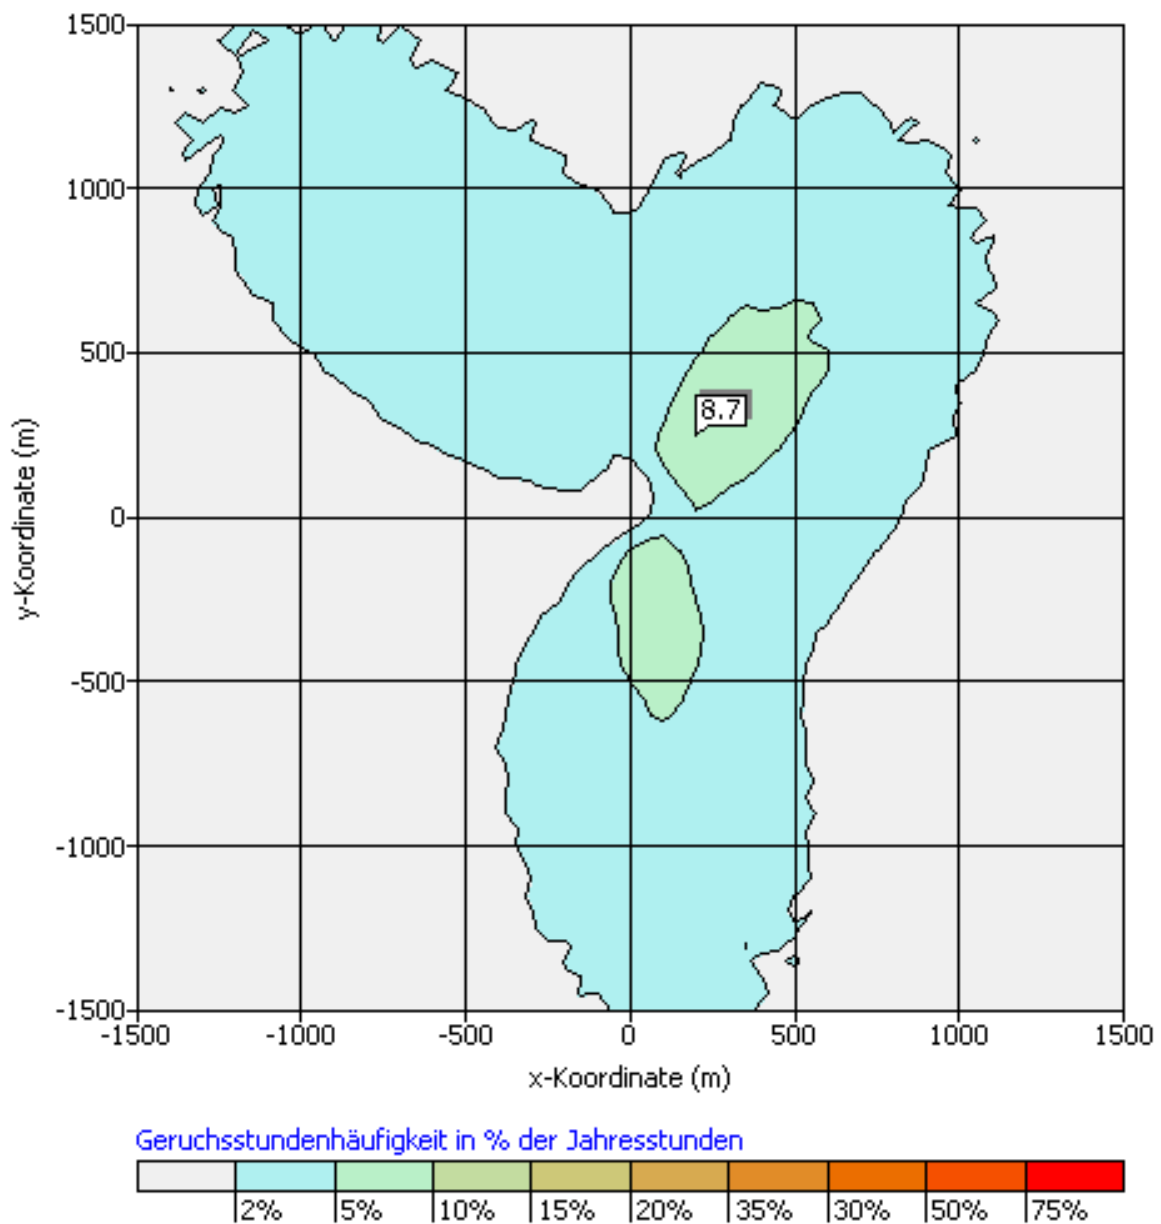 1500
1000
500
8.7
0
-500
-1000
-1500
-1500 -1000 -500 0 500 1000 1500
y-Koordinate (m)
x-Koordinate (m)
Geruchsstundenhäufigkeit in % der Jahresstunden
2% 5% 10% 15% 20% 35% 30% 50% 75%